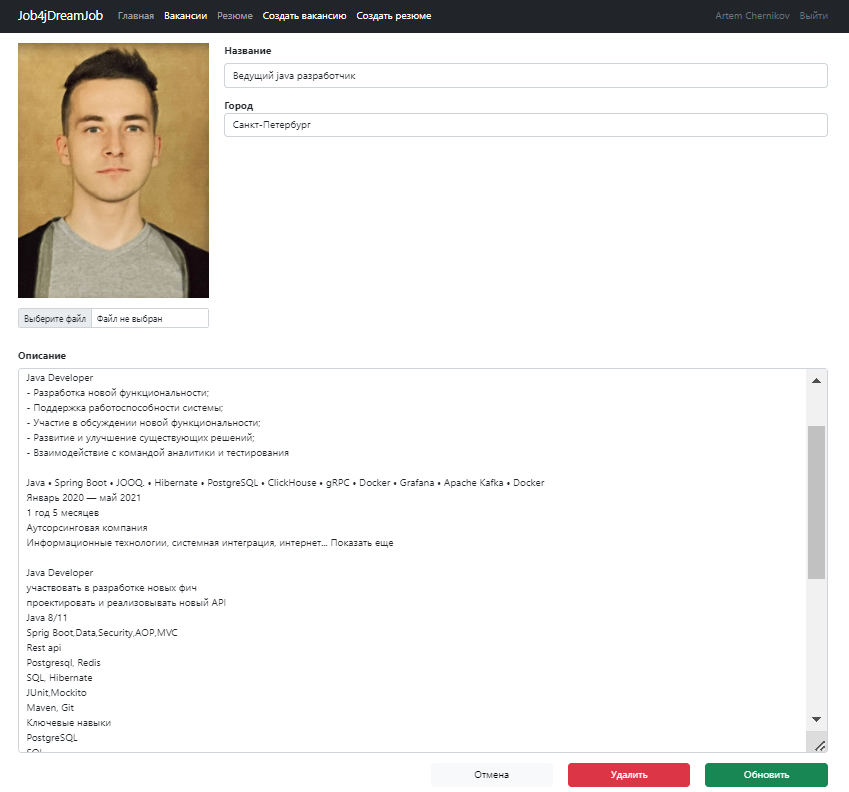 Job4jDreamJob Главная Вакансии Резюме Создать вакансию Создать резюме Artem Chernikov Выйти
Название
Ведущий java разработчик
Город
Санкт-Петербург
Выберите файл Файл не выбран
Описание
Java Developer
- Разработка новой функциональности;
- Поддержка работоспособности системы;
- Участие в обсуждении новой функциональности;
- Развитие и улучшение существующих решений;
- Взаимодействие с командой аналитики и тестирования
Java • Spring Boot • JOOQ, • Hibernate • PostgreSQL • ClickHouse • gRPC • Docker • Grafana • Apache Kafka • Docker
Январь 2020 — май 2021
1 год 5 месяцев
Аутсорсинговая компания
Информационные технологии, системная интеграция, интернет... Показать еще
Java Developer
участвовать в разработке новых фич
проектировать и реализовывать новый API
Java 8/11
Sprig Boot,Data,Security,AOP,MVC
Rest api
Postgresql, Redis
SQL, Hibernate
JUnit,Mockito
Maven, Git
Ключевые навыки
PostgreSQL
SQL
Отмена Удалить Обновить